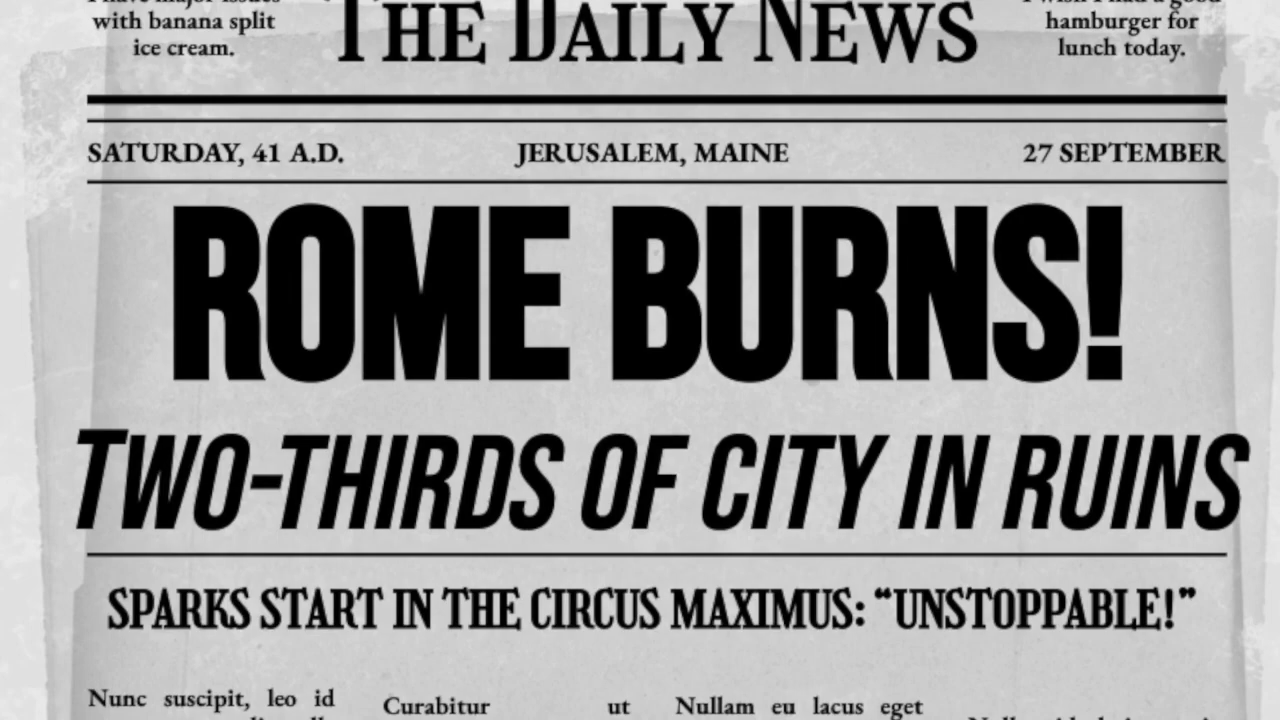 with banana split
ice cream.
THE DAILY NEWS
hamburger for
lunch today.
SATURDAY, 41 A.D.
JERUSALEM, MAINE
27 SEPTEMBER
ROME BURNS!
TWO-THIRDS OF CITY IN RUINS
SPARKS START IN THE CIRCUS MAXIMUS: “UNSTOPPABLE!”
Nunc suscipit, leo id
Curabitur ut
Nullam eu lacus eget